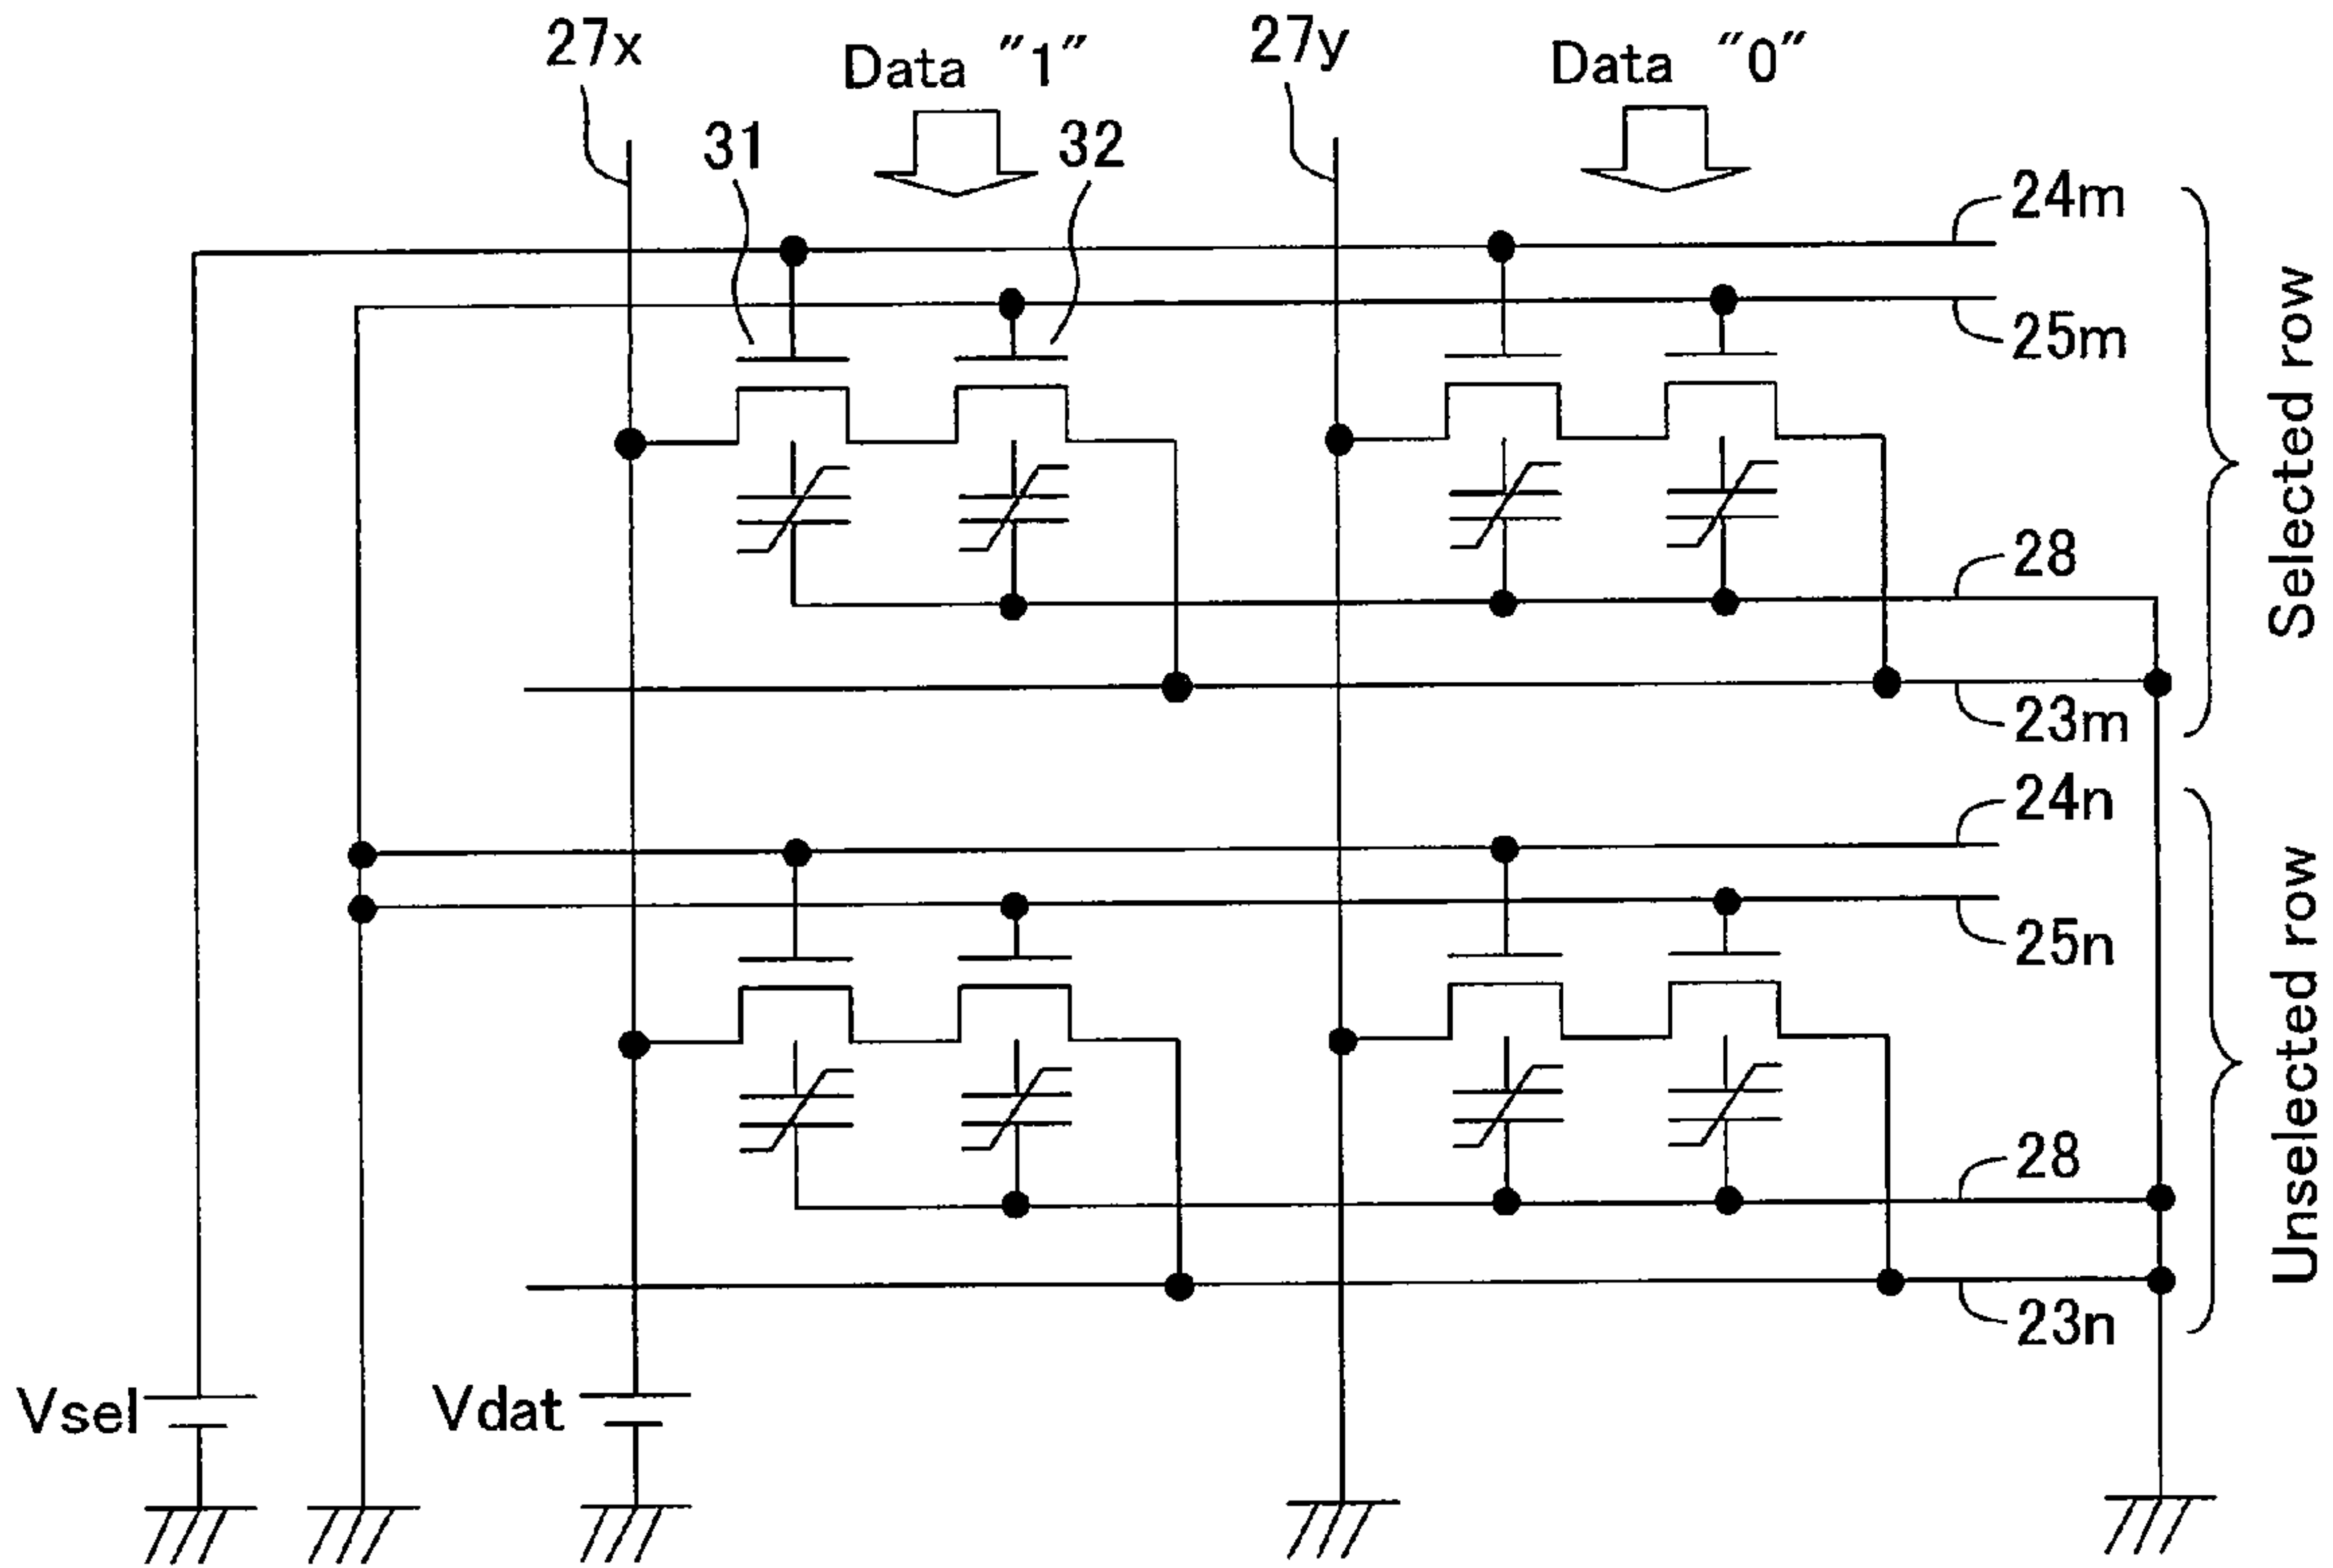 27x
Data "1"
27y
Data "0"
31
32
24m
25m
28
23m
Selected row
24n
25n
28
23n
Unselected row
Vsel
Vdat